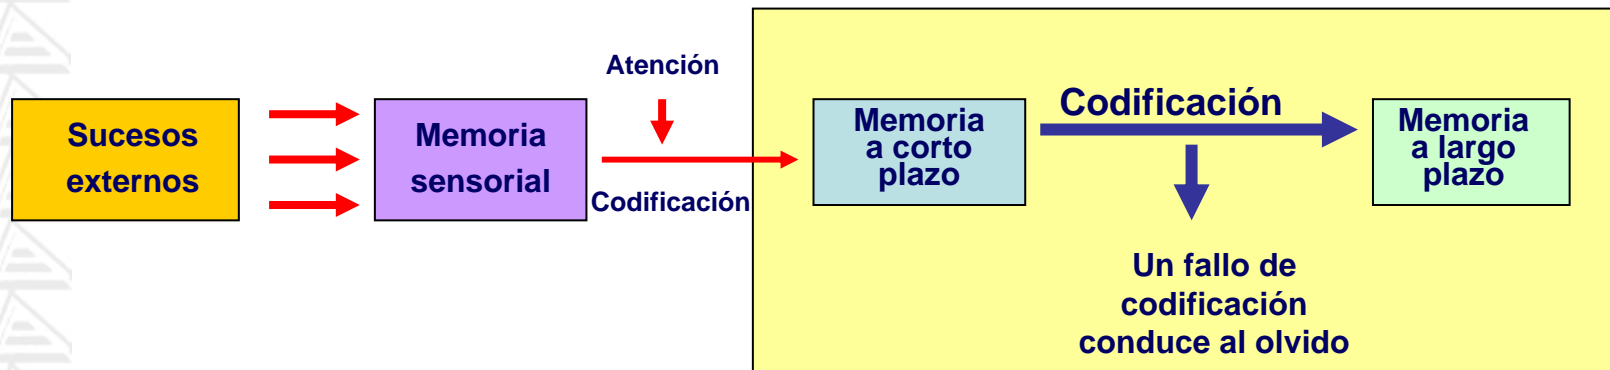 Sucesos
externos
Memoria
sensorial
Atención
Codificación
Memoria
a corto
plazo
Codificación
Memoria
a largo
plazo
Un fallo de
codificación
conduce al olvido